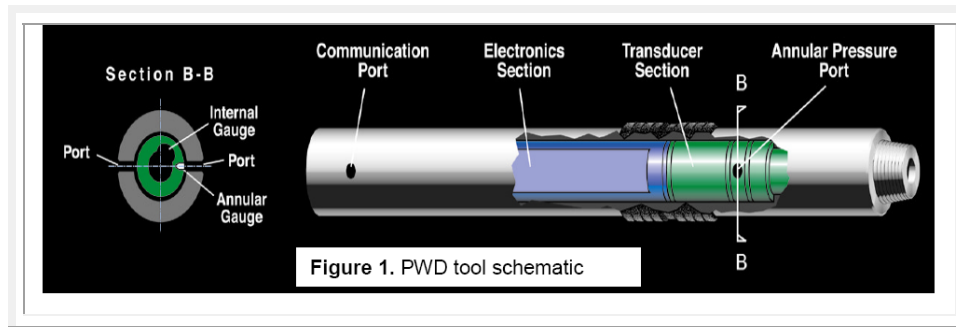 Section B-B
Internal
Gauge
Port
Port
Annular
Gauge
Communication
Port
Electronics
Section
Transducer
Section
Annular Pressure
Port
B
B
Figure 1. PWD tool schematic